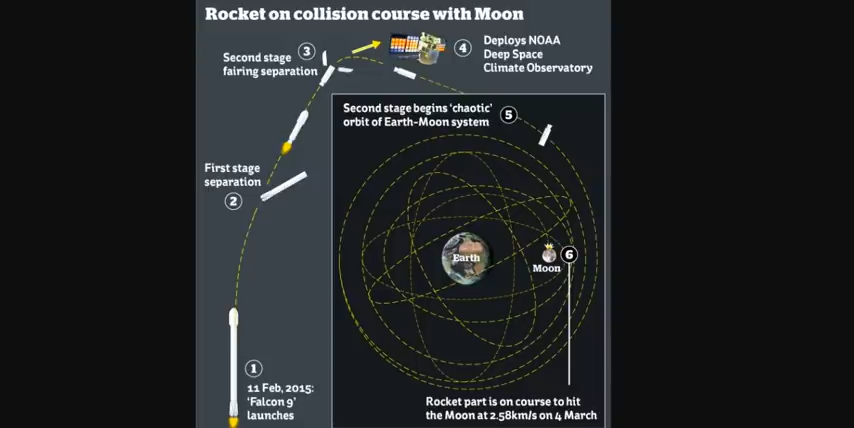 Rocket on collision course with Moon
1
11 Feb, 2015:
‘Falcon 9’
launches
First stage
separation
2
Second stage
fairing separation
3
4
Deploys NOAA
Deep Space
Climate Observatory
Second stage begins ‘chaotic’
orbit of Earth-Moon system
5
Earth
Moon
6
Rocket part is on course to hit
the Moon at 2.58km/s on 4 March